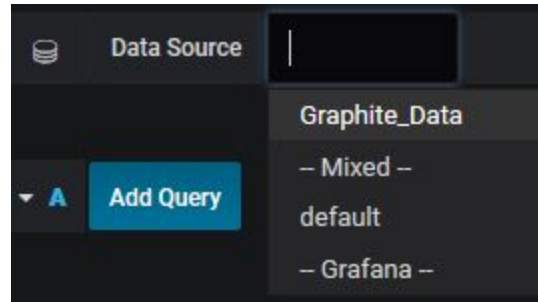 Data Source
Graphite_Data
-- Mixed --
default
-- Grafana --
A
Add Query